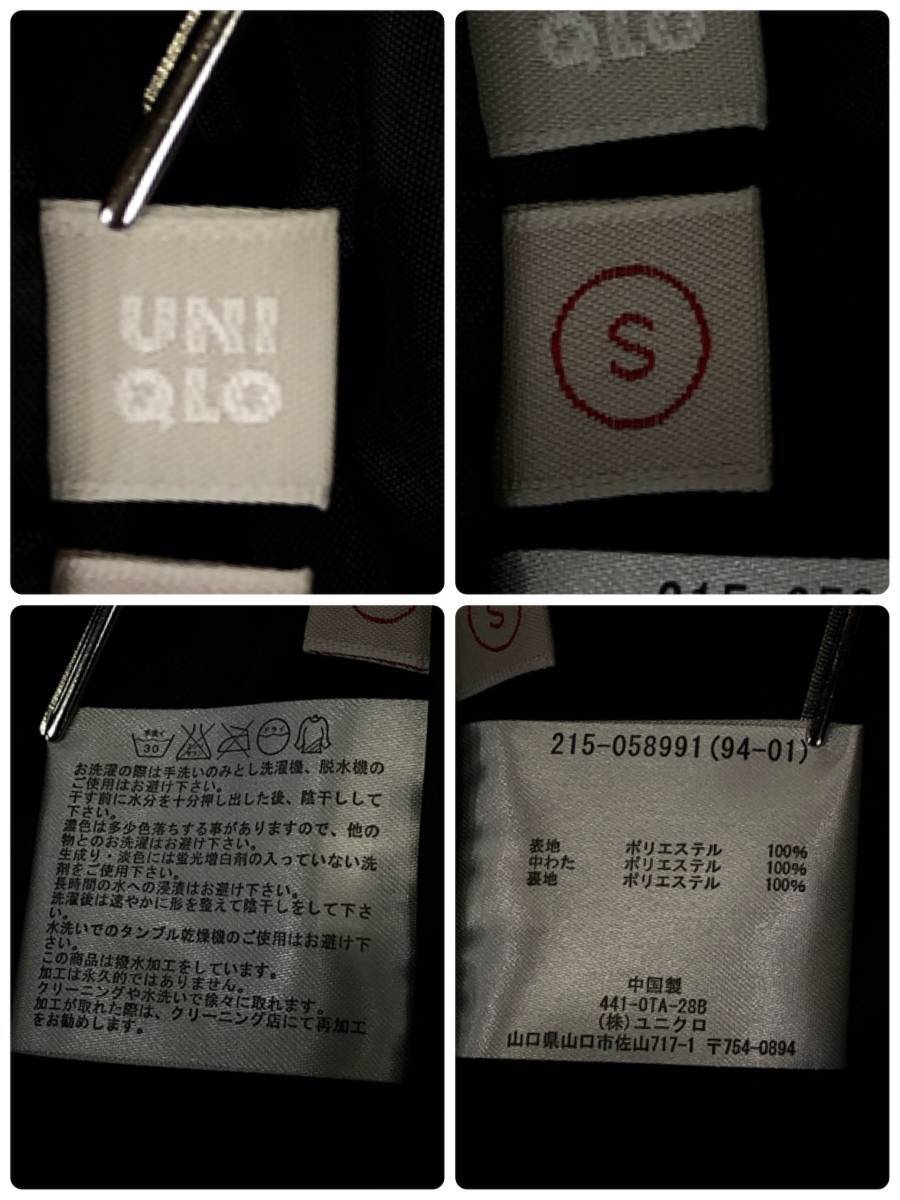 UNI
QLO
QLO
S
215-058
手洗イ
30
ドライ
お洗濯の際は手洗いのみとし洗濯機、脱水機の
ご使用はお避け下さい。
干す前に水分を十分押し出した後、陰干しして
下さい。
濃色は多少色落ちする事がありますので、他の
物とのお洗濯はお避け下さい。
生成り・淡色には蛍光増白剤の入っていない洗
剤をご使用下さい。
長時間の水への浸漬はお避け下さい。
洗濯後は速やかに形を整えて陰干しをして下さ
い。
水洗いでのタンブル乾燥機のご使用はお避け下
さい。
この商品は撥水加工をしています。
加工は永久的ではありません。
クリーニングや水洗いで徐々に取れます。
加工が取れた際は、クリーニング店にて再加工
をお勧めします。
S
215-058991(94-01)
表地 ポリエステル 100%
中わた ポリエステル 100%
裏地 ポリエステル 100%
中国製
441-0TA-28B
(株)ユニクロ
山口県山口市佐山717-1 〒754-0894